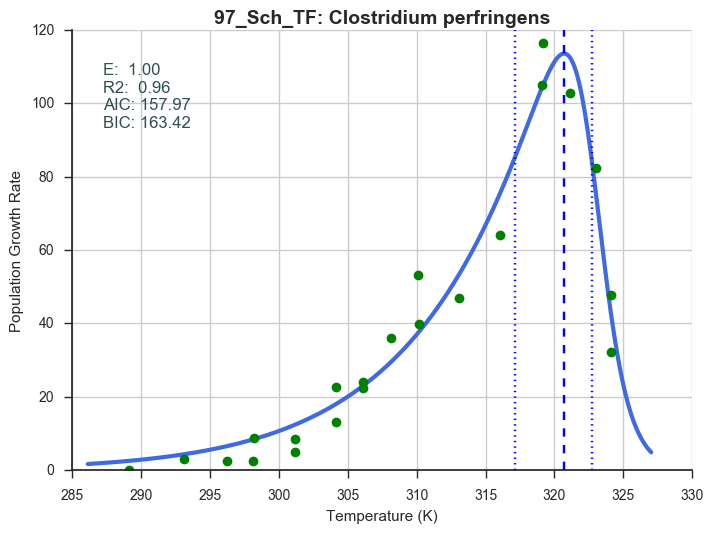 97_Sch_TF: Clostridium perfringens
E: 1.00
R2: 0.96
AIC: 157.97
BIC: 163.42
Population Growth Rate
120
100
80
60
40
20
0
285 290 295 300 305 310 315 320 325 330
Temperature (K)